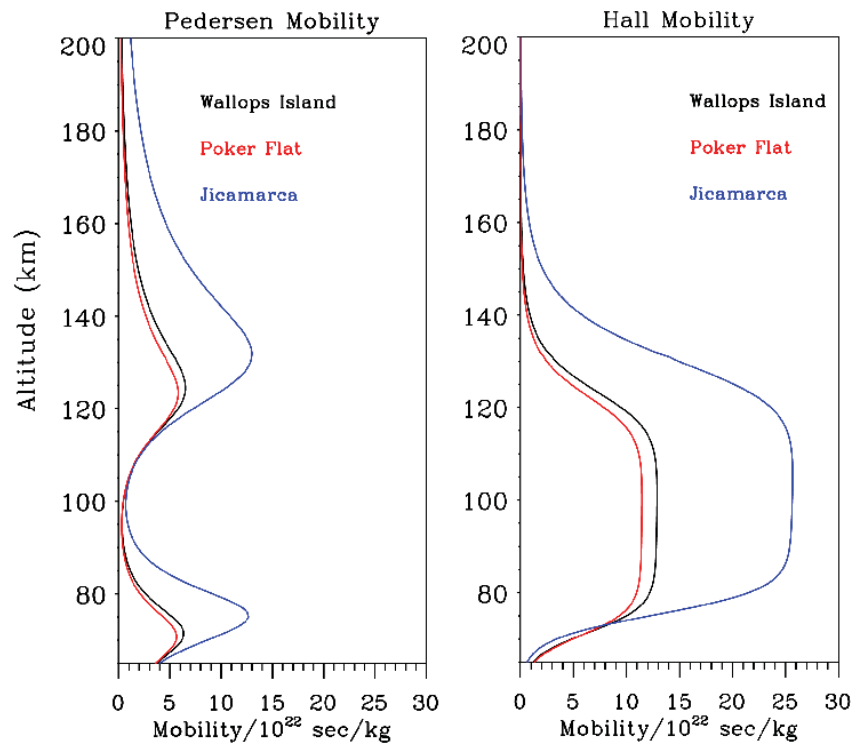 Pedersen Mobility
Altitude (km)
200
180
160
140
120
100
80
Wallops Island
Poker Flat
Jicamarca
0 5 10 15 20 25 30
Mobility/10²² sec/kg
Hall Mobility
200
180
160
140
120
100
80
Wallops Island
Poker Flat
Jicamarca
0 5 10 15 20 25 30
Mobility/10²² sec/kg